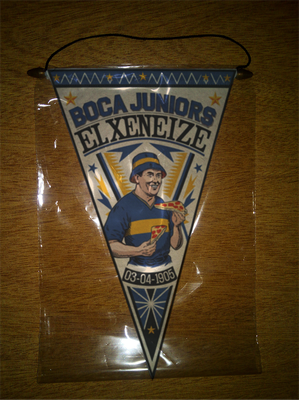 BOCA JUNIORS
EL XENEIZE
03-04-1905